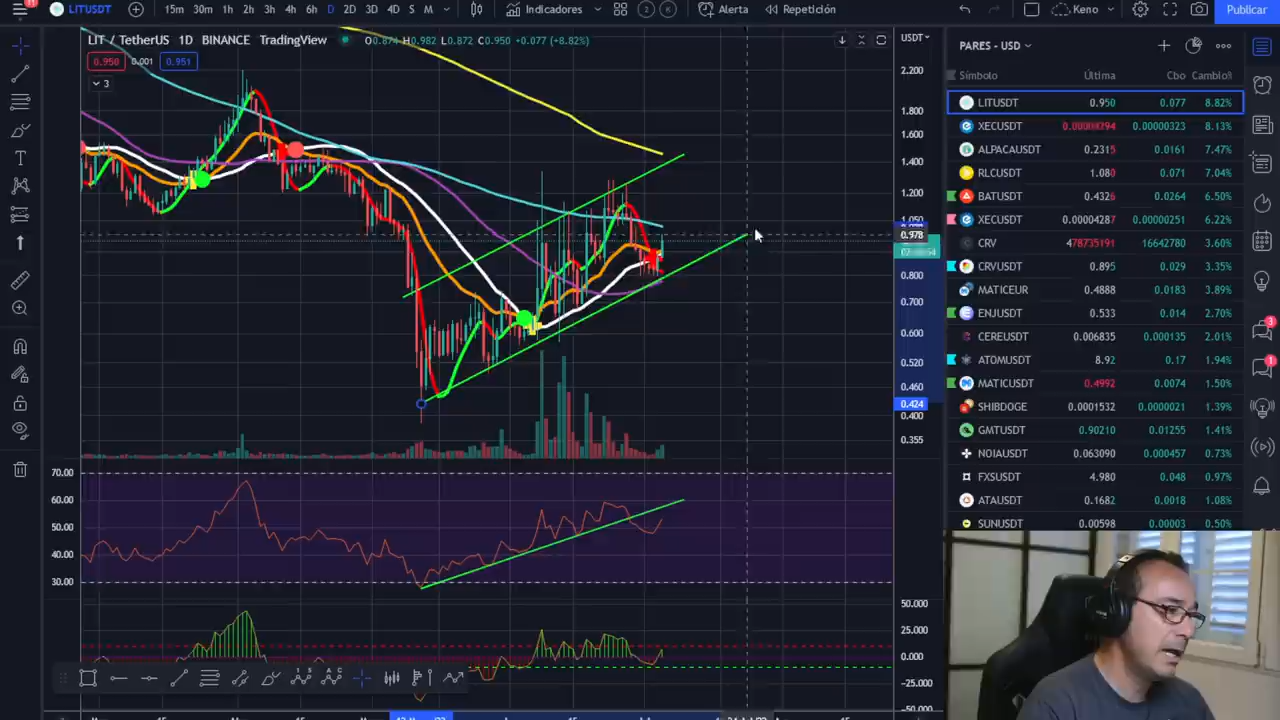 11
LITUSDT
15m 30m 1h 2h 3h 4h 6h D 2D 3D 4D S M
Indicadores
2
Alerta
Repetición
Keno
Publicar
LIT / TetherUS 1D BINANCE TradingView
O0.874 H0.982 L0.872 C0.950 +0.077 (+8.82%)
0.950 0.001 0.951
3
USDT
2.200
1.800
1.600
1.400
1.200
1.050
0.978
0.800
0.700
0.600
0.520
0.460
0.424
0.400
0.355
70.00
60.00
50.00
40.00
30.00
50.000
25.000
0.000
-25.000
-50.000
PARES - USD
Símbolo Última Cbo Cambio%
LITUSDT 0.950 0.077 8.82%
XECUSDT 0.00000323 8.13%
ALPACAUSDT 0.2315 0.0161 7.47%
RLCUSDT 1.080 0.071 7.04%
BATUSDT 0.4326 0.0264 6.50%
XECUSDT 0.00004287 0.00000251 6.22%
CRV 478735191 16642780 3.60%
CRVUSDT 0.895 0.029 3.35%
MATICEUR 0.4888 0.0183 3.89%
ENJUSDT 0.533 0.014 2.70%
CEREUSDT 0.006835 0.000135 2.01%
ATOMUSDT 8.92 0.17 1.94%
MATICUSDT 0.4992 0.0074 1.50%
SHIBDOGE 0.0001532 0.0000021 1.39%
GMTUSDT 0.90210 0.01255 1.41%
NOIAUSDT 0.063090 0.000457 0.73%
FXSUSDT 4.980 0.048 0.97%
ATAUSDT 0.1682 0.0018 1.08%
SUNUSDT 0.00598 0.00003 0.50%
3
1